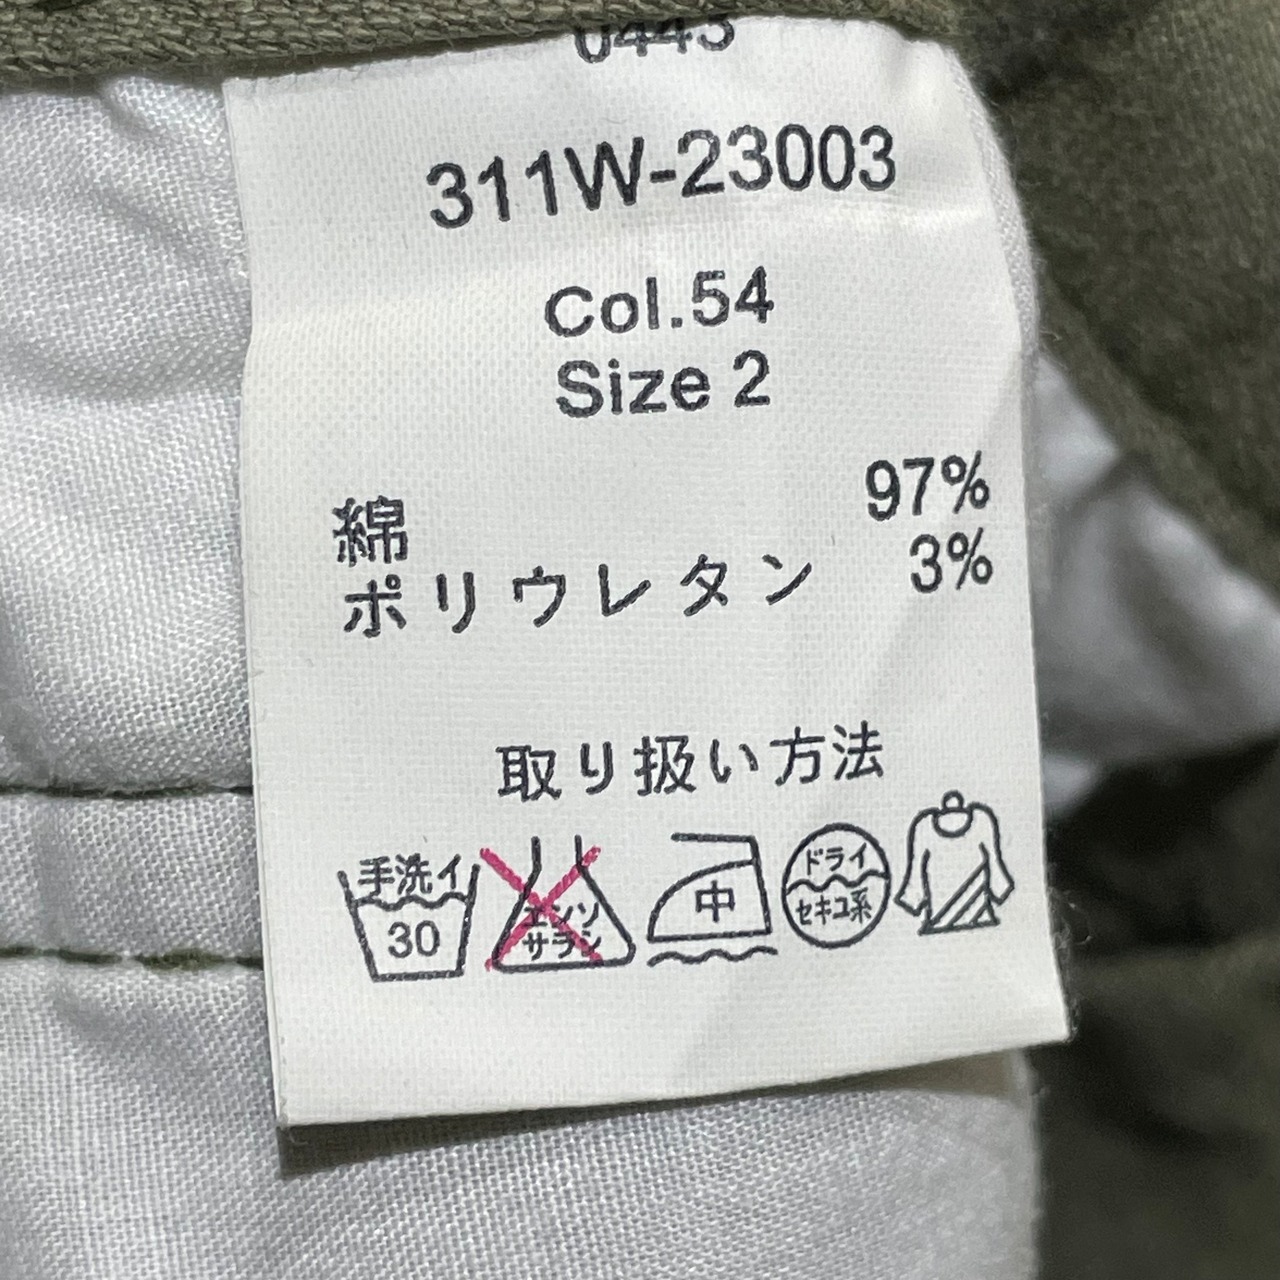 0445
311W-23003
Col.54
Size 2
綿 97%
ポリウレタン 3%
取り扱い方法
手洗イ
30
エンソ
サラシ
中
ドライ
セキユ系